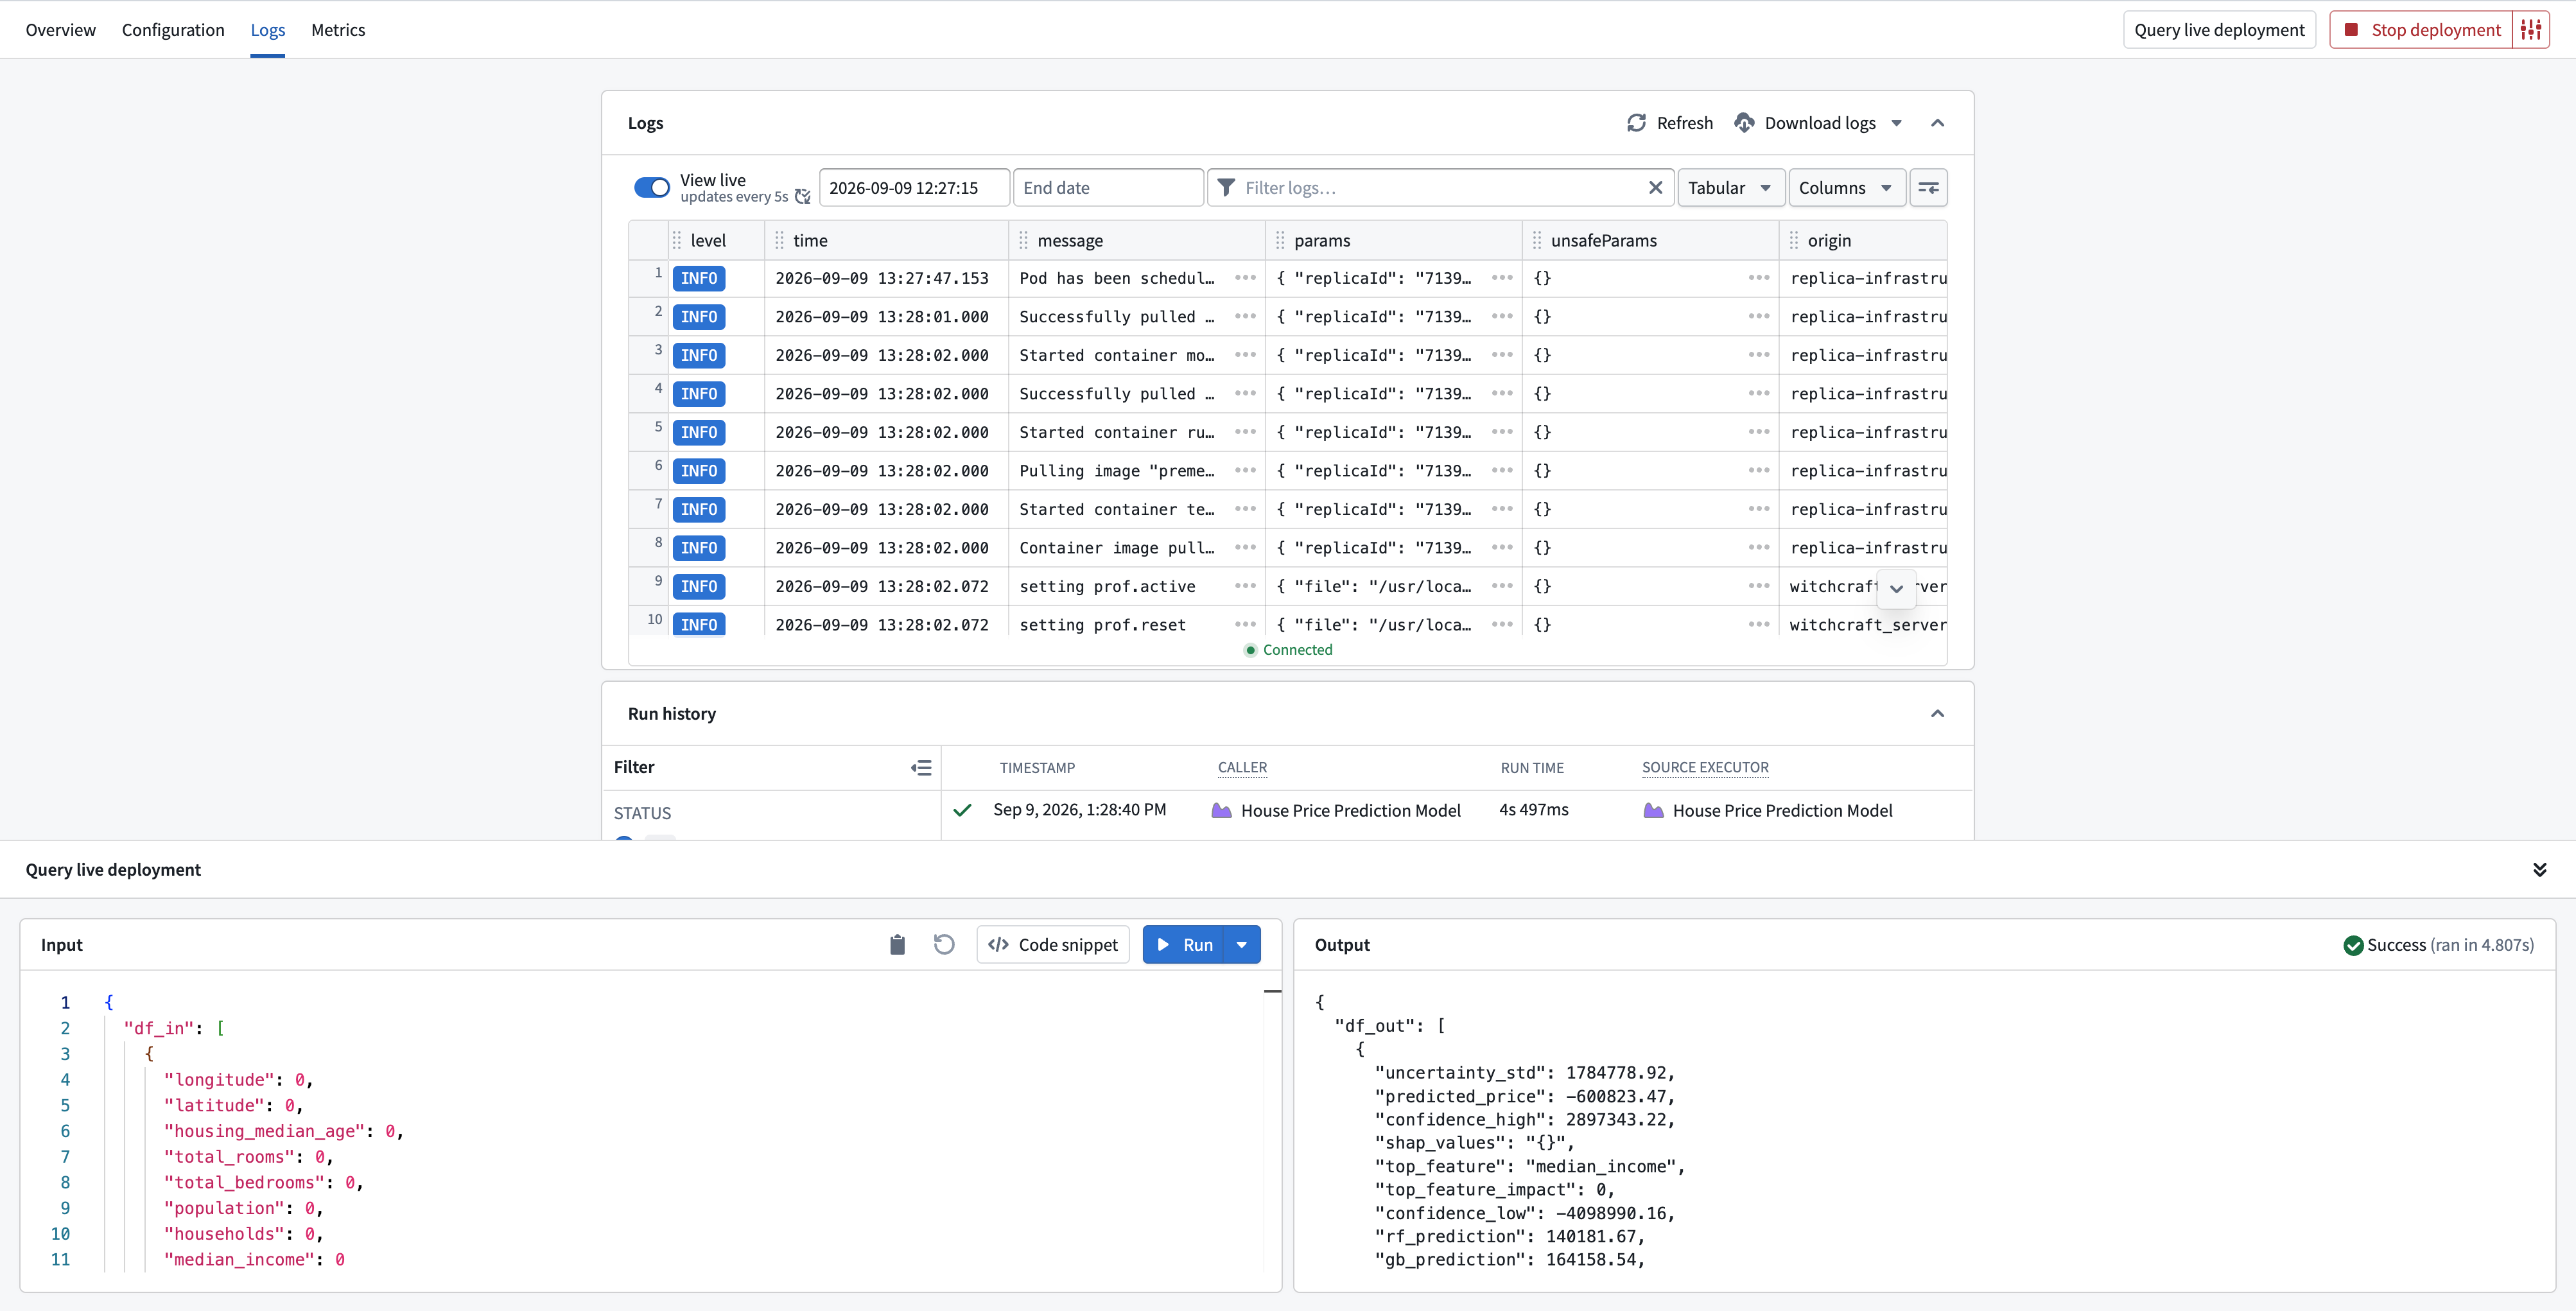 Overview Configuration Logs Metrics Query live deployment Stop deployment
Logs Refresh Download logs
View live
updates every 5s
2026-09-09 12:27:15 End date Filter logs... Tabular Columns
level time message params unsafeParams origin
1 INFO 2026-09-09 13:27:47.153 Pod has been schedul… { "replicaId": "7139… {} replica-infrastru
2 INFO 2026-09-09 13:28:01.000 Successfully pulled … { "replicaId": "7139… {} replica-infrastru
3 INFO 2026-09-09 13:28:02.000 Started container mo… { "replicaId": "7139… {} replica-infrastru
4 INFO 2026-09-09 13:28:02.000 Successfully pulled … { "replicaId": "7139… {} replica-infrastru
5 INFO 2026-09-09 13:28:02.000 Started container ru… { "replicaId": "7139… {} replica-infrastru
6 INFO 2026-09-09 13:28:02.000 Pulling image "preme… { "replicaId": "7139… {} replica-infrastru
7 INFO 2026-09-09 13:28:02.000 Started container te… { "replicaId": "7139… {} replica-infrastru
8 INFO 2026-09-09 13:28:02.000 Container image pull… { "replicaId": "7139… {} replica-infrastru
9 INFO 2026-09-09 13:28:02.072 setting prof.active { "file": "/usr/loca… {}
10 INFO 2026-09-09 13:28:02.072 setting prof.reset { "file": "/usr/loca… {} witchcraft_server
Connected
Run history
Filter TIMESTAMP CALLER RUN TIME SOURCE EXECUTOR
STATUS Sep 9, 2026, 1:28:40 PM House Price Prediction Model 4s 497ms House Price Prediction Model
Query live deployment
Input Code snippet Run
1 {
2 "df_in": [
3 {
4 "longitude": 0,
5 "latitude": 0,
6 "housing_median_age": 0,
7 "total_rooms": 0,
8 "total_bedrooms": 0,
9 "population": 0,
10 "households": 0,
11 "median_income": 0
Output Success (ran in 4.807s)
{
"df_out": [
{
"uncertainty_std": 1784778.92,
"predicted_price": -600823.47,
"confidence_high": 2897343.22,
"shap_values": "{}",
"top_feature": "median_income",
"top_feature_impact": 0,
"confidence_low": -4098990.16,
"rf_prediction": 140181.67,
"gb_prediction": 164158.54,